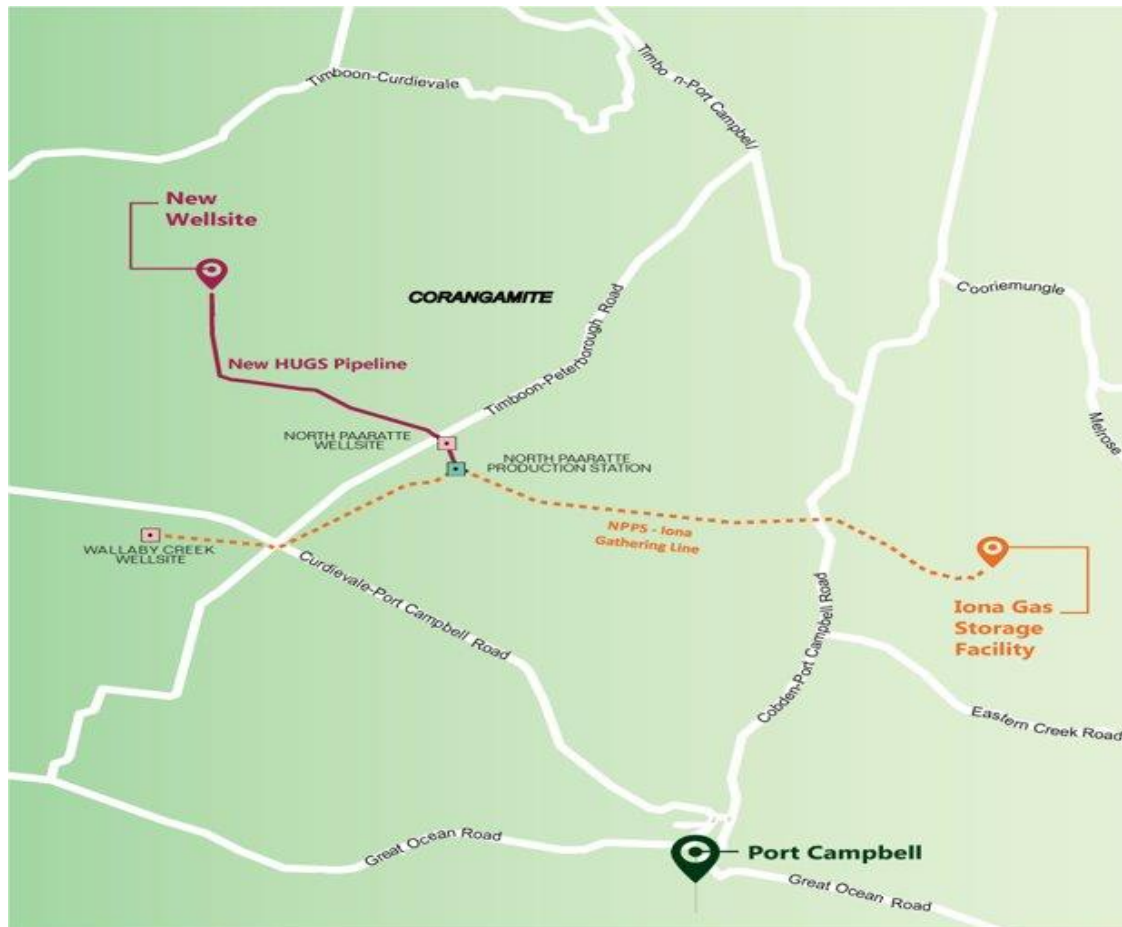 Timboon-Curdievale
Timbo n-Port Campbell
New
Wellsite
Cooriemungle
CORANGAMITE
Timboon-Peterborough Road
New HUGS Pipeline
Melrose
NORTH PAARATTE
WELLSITE
NORTH PAARATTE
PRODUCTION STATION
NPPS - Iona
Gathering Line
WALLABY CREEK
WELLSITE
Curdievale-Port Campbell Road
Iona Gas
Storage
Facility
Cobden-Port Campbell Road
Eastern Creek Road
Great Ocean Road
Port Campbell
Great Ocean Road